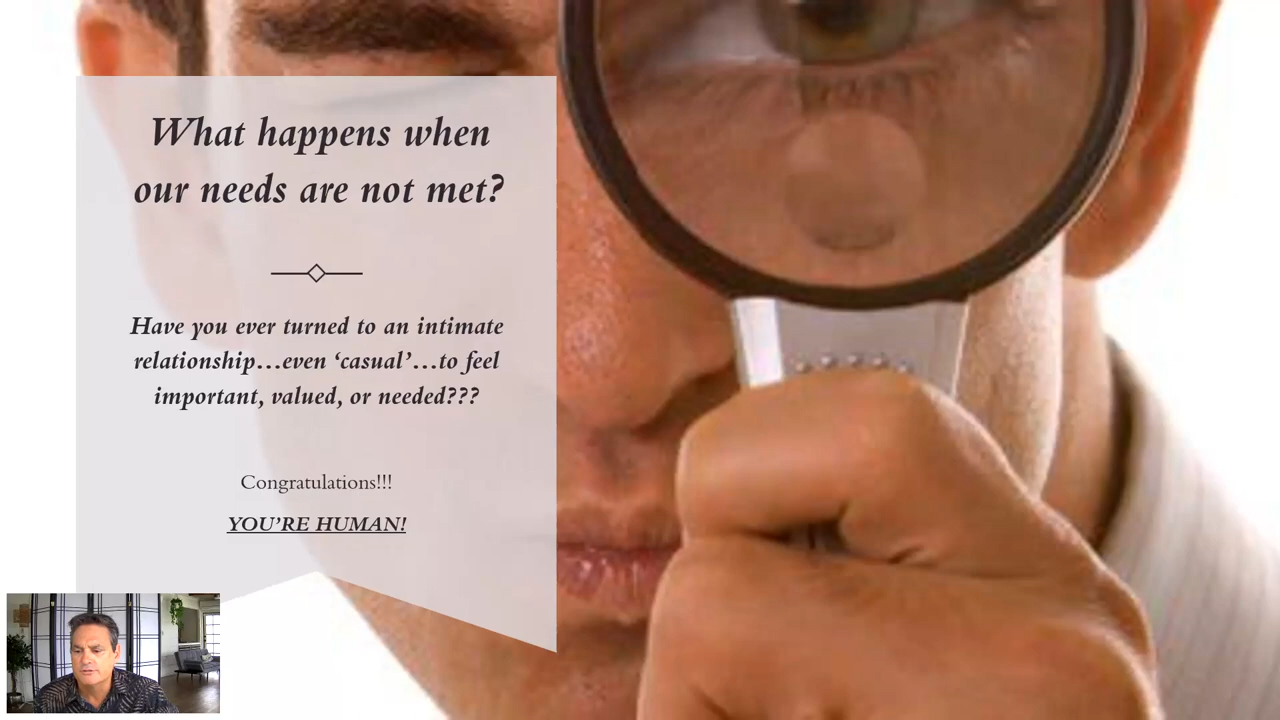 What happens when
our needs are not met?
Have you ever turned to an intimate
relationship…even ‘casual’…to feel
important, valued, or needed???
Congratulations!!!
YOU’RE HUMAN!